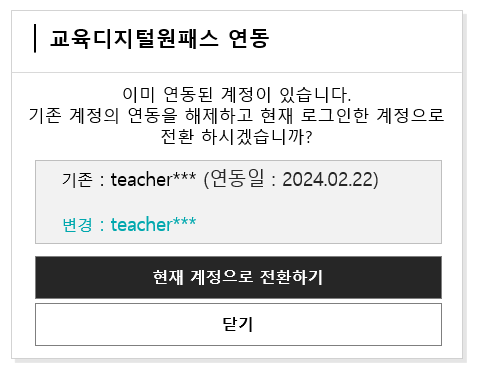 교육디지털원패스 연동
이미 연동된 계정이 있습니다.
기존 계정의 연동을 해제하고 현재 로그인한 계정으로
전환 하시겠습니까?
기존 : teacher*** (연동일 : 2024.02.22)
변경 : teacher***
현재 계정으로 전환하기
닫기